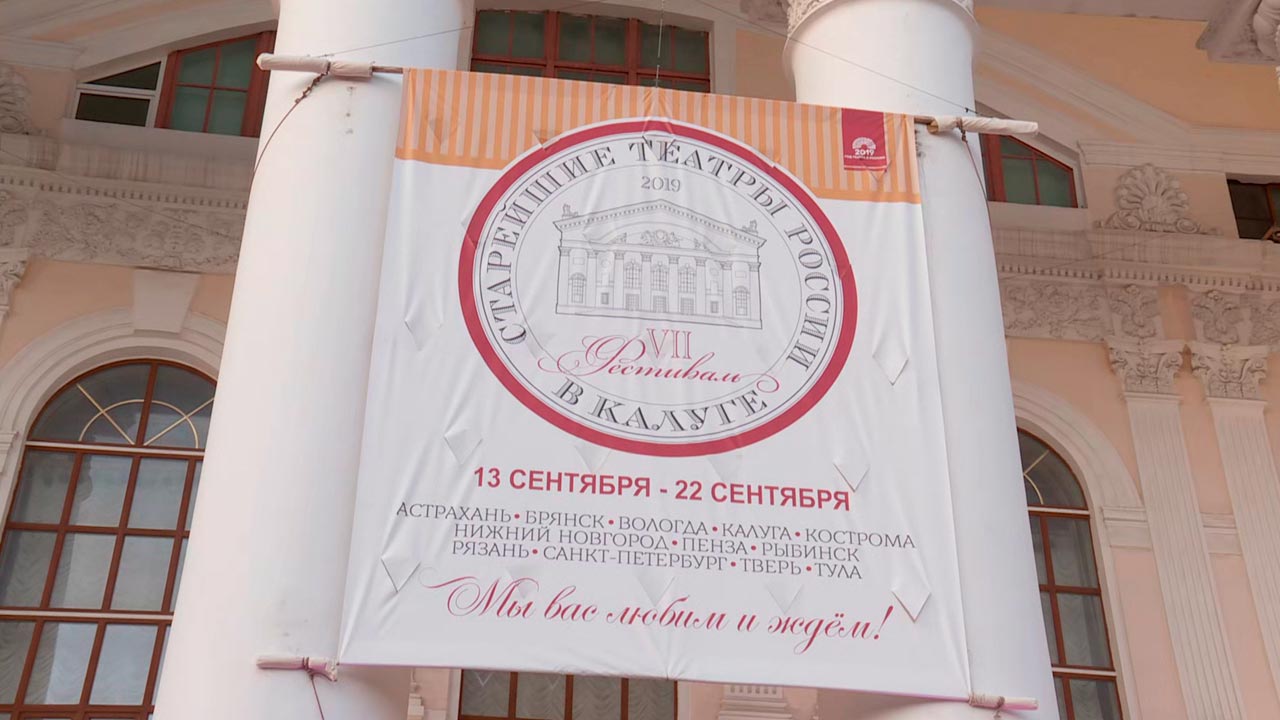 2019
СТАРЕЙШИЕ ТЕАТРЫ РОССИИ
2019
VII
Фестиваль
В КАЛУГЕ
13 СЕНТЯБРЯ - 22 СЕНТЯБРЯ
АСТРАХАНЬ • БРЯНСК • ВОЛОГДА • КАЛУГА • КОСТРОМА
НИЖНИЙ НОВГОРОД • ПЕНЗА • РЫБИНСК
РЯЗАНЬ • САНКТ-ПЕТЕРБУРГ • ТВЕРЬ • ТУЛА
Мы вас любим и ждём!